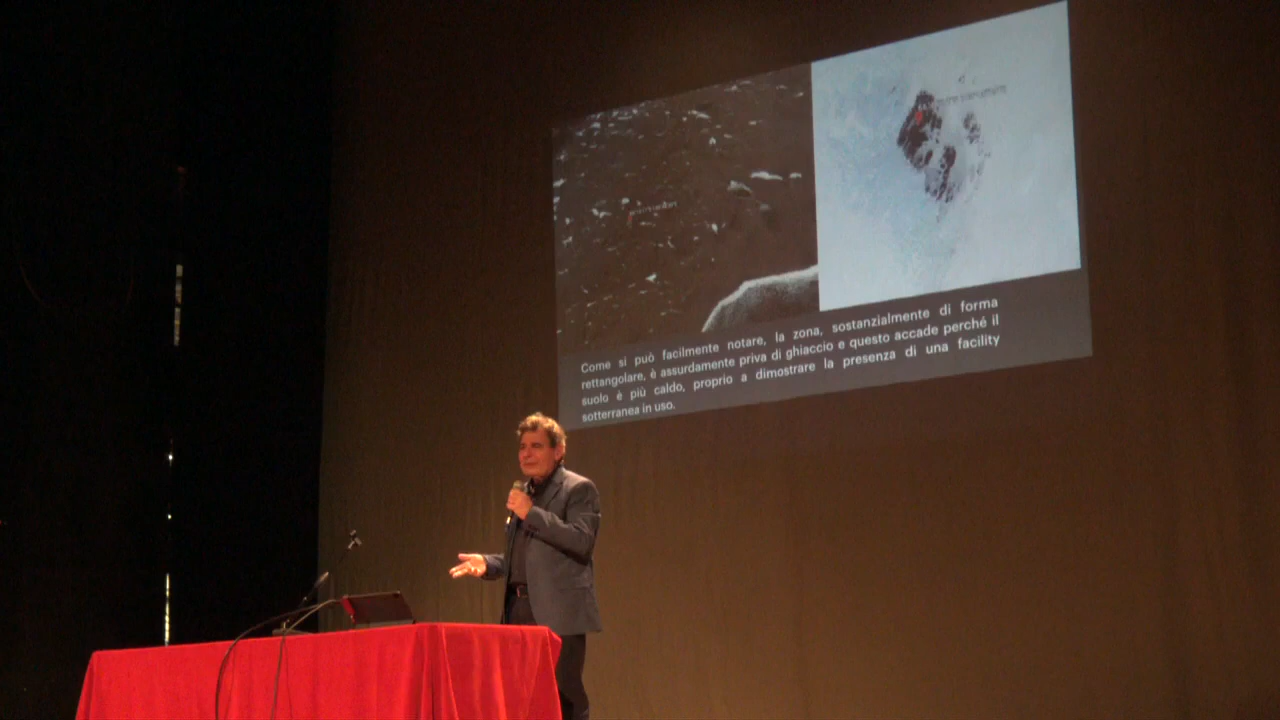 Come si può facilmente notare, la zona, sostanzialmente di forma
rettangolare, è assurdamente priva di ghiaccio e questo accade perché il
suolo è più caldo, proprio a dimostrare la presenza di una facility
sotterranea in uso.